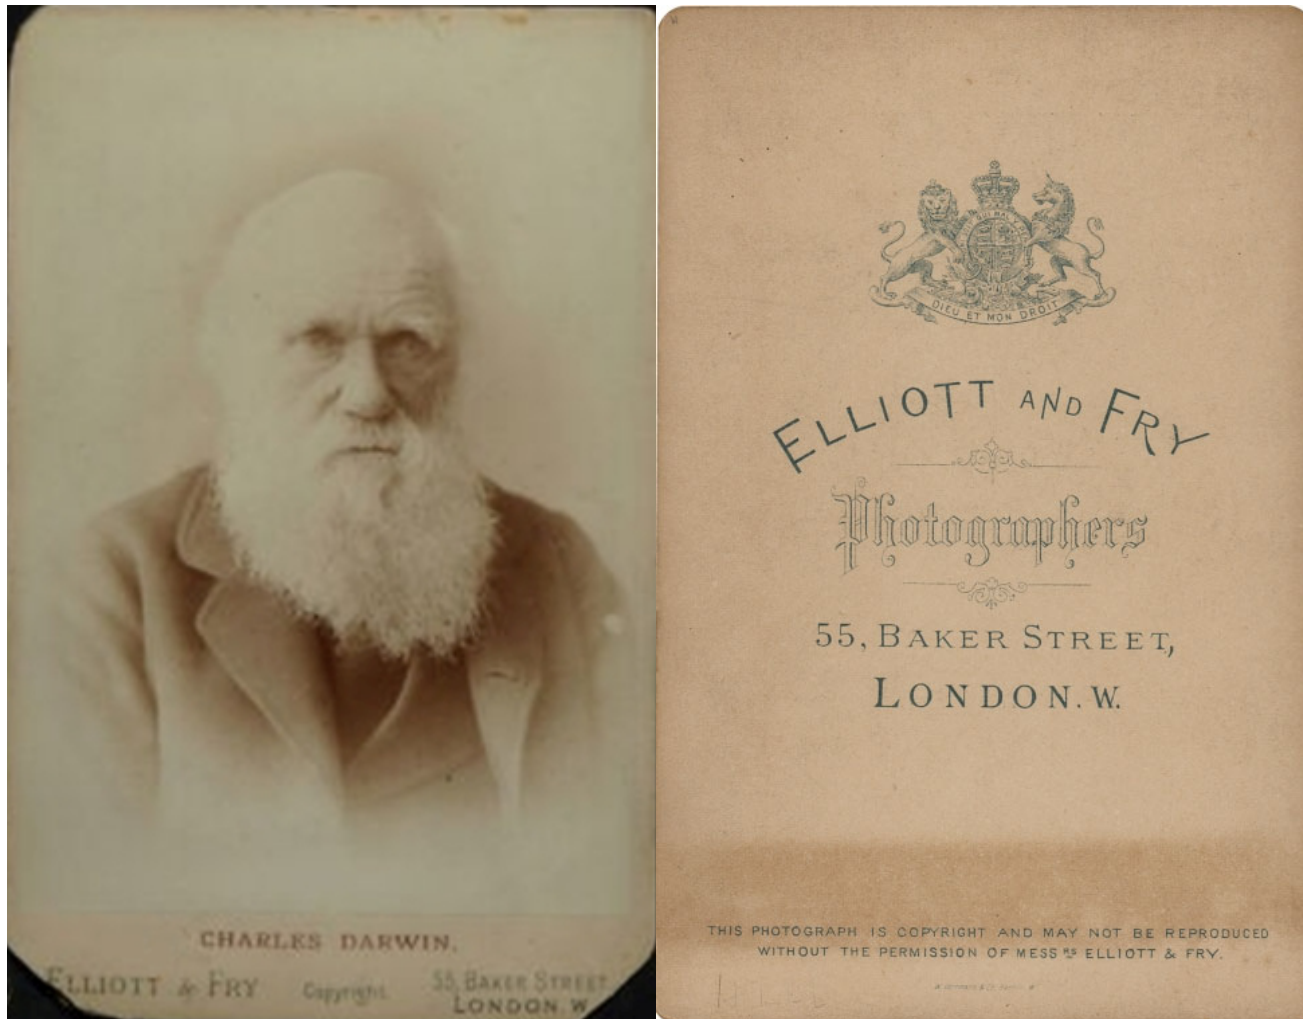 CHARLES DARWIN,
ELLIOTT & FRY Copyright. 55, BAKER STREET
LONDON. W.
DIEU ET MON DROIT
ELLIOTT AND FRY
Photographers
55, BAKER STREET,
LONDON. W.
THIS PHOTOGRAPH IS COPYRIGHT AND MAY NOT BE REPRODUCED
WITHOUT THE PERMISSION OF MESSRS ELLIOTT & FRY.